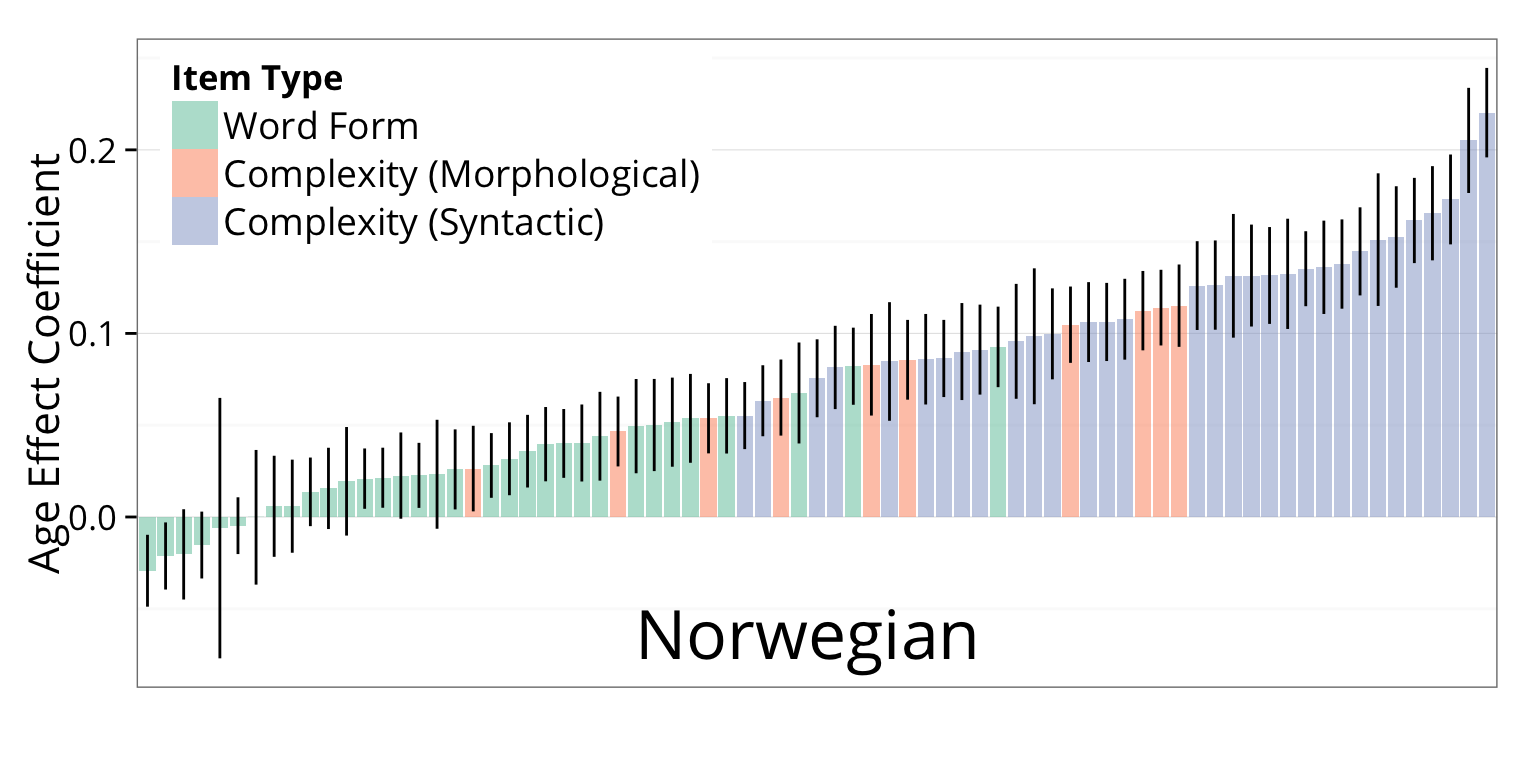 Item Type
Word Form
Complexity (Morphological)
Complexity (Syntactic)
Age Effect Coefficient
0.2
0.1
0.0
Norwegian